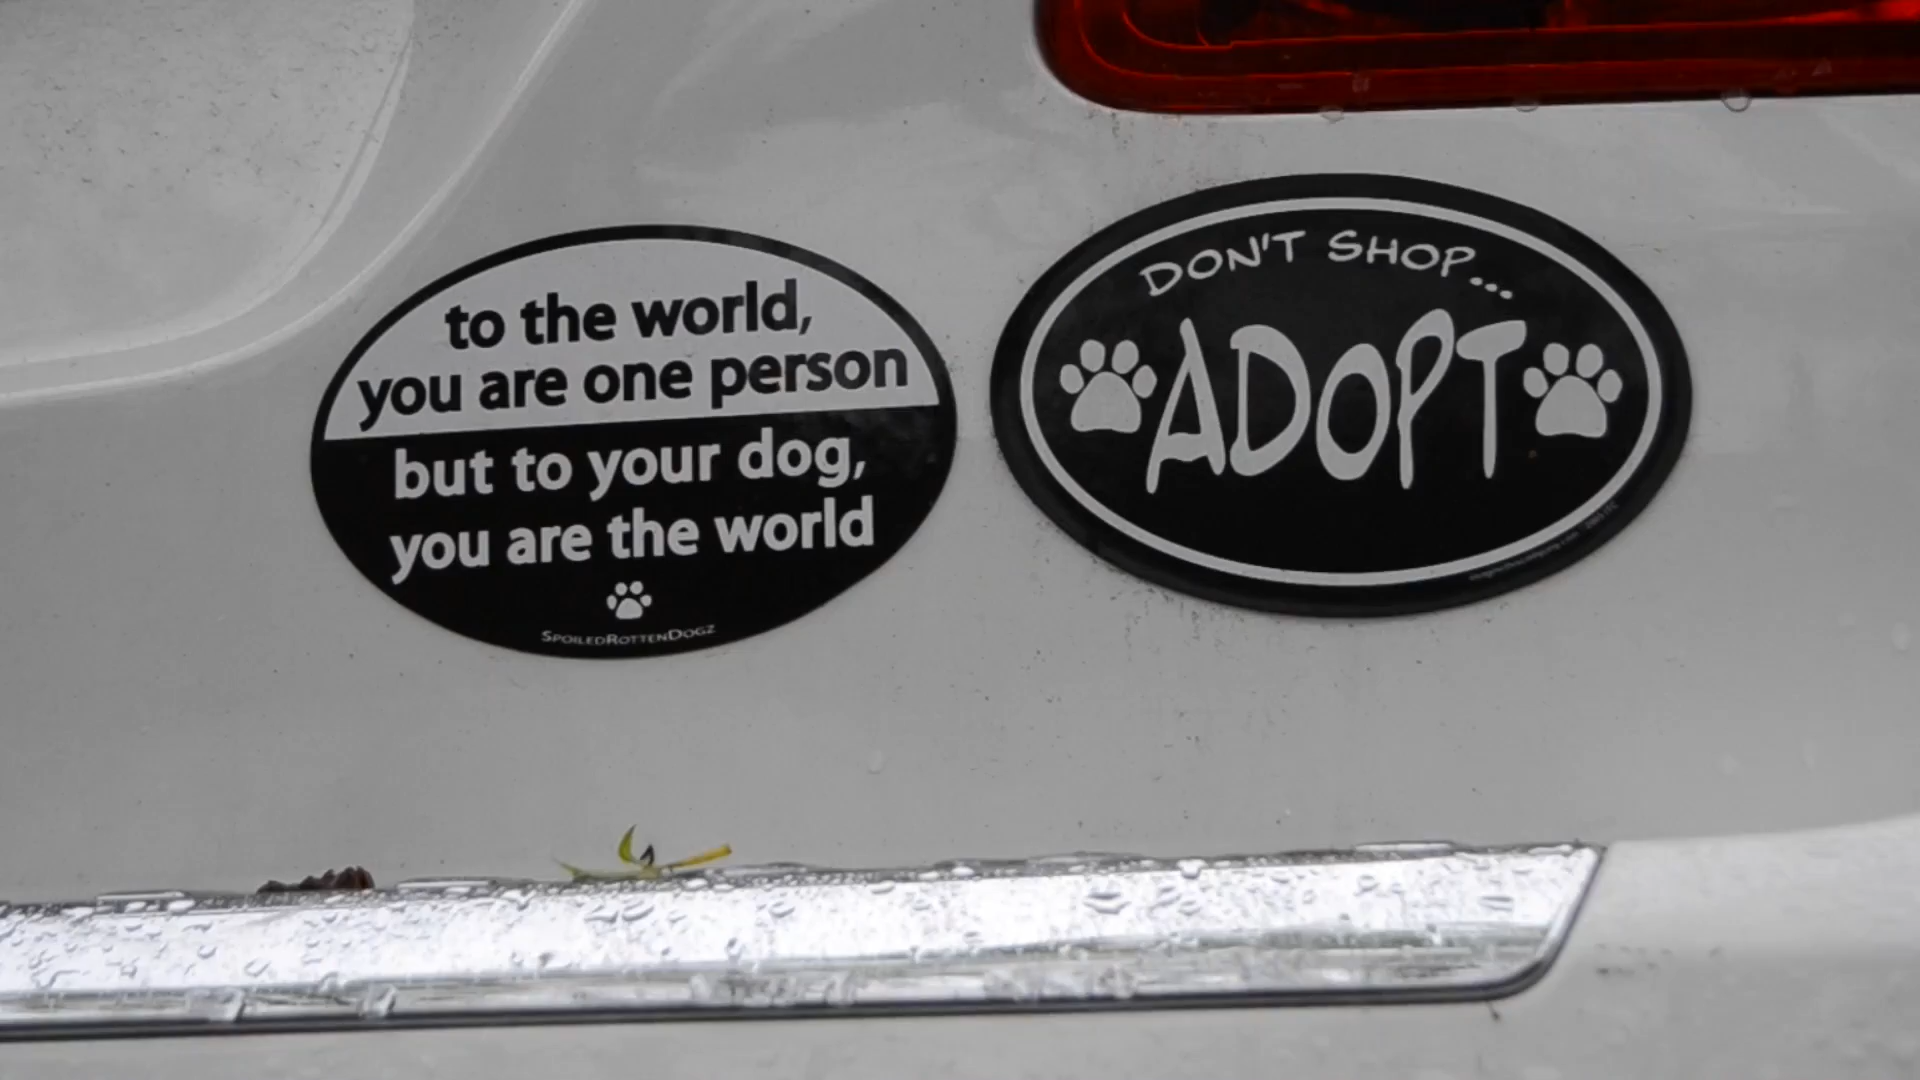 to the world,
you are one person
but to your dog,
you are the world
SPOILEDROTTENDOGZ
DON'T SHOP...
ADOPT